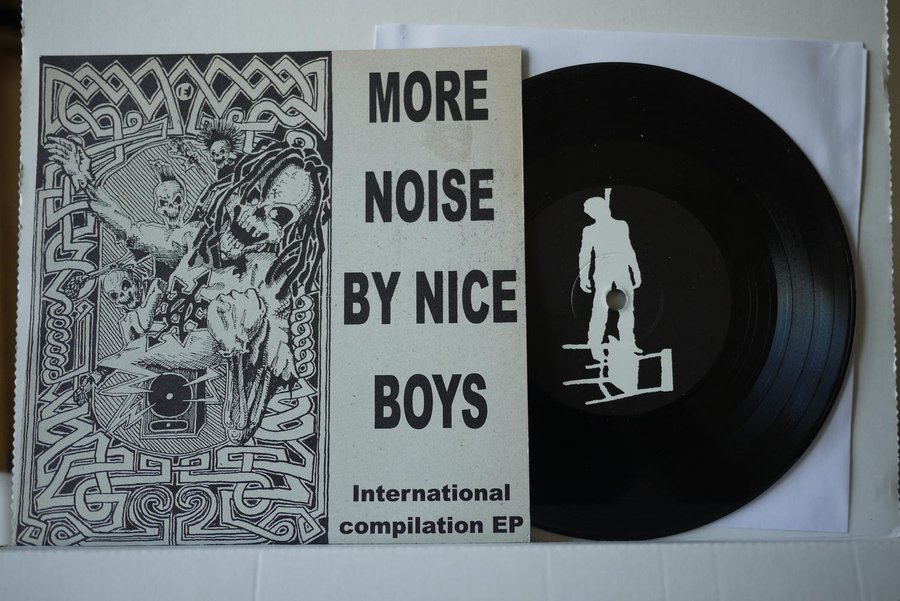 MORE
NOISE
BY NICE
BOYS
International
compilation EP